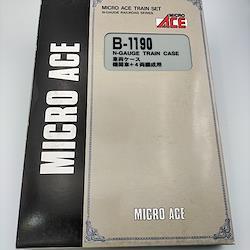 MICRO ACE TRAIN SET
N-GAUGE RAILROAD SERIES
MICRO
ACE
B-1190
N-GAUGE TRAIN CASE
車両ケース
機関車+4両編成用
MICRO ACE
MICRO ACE